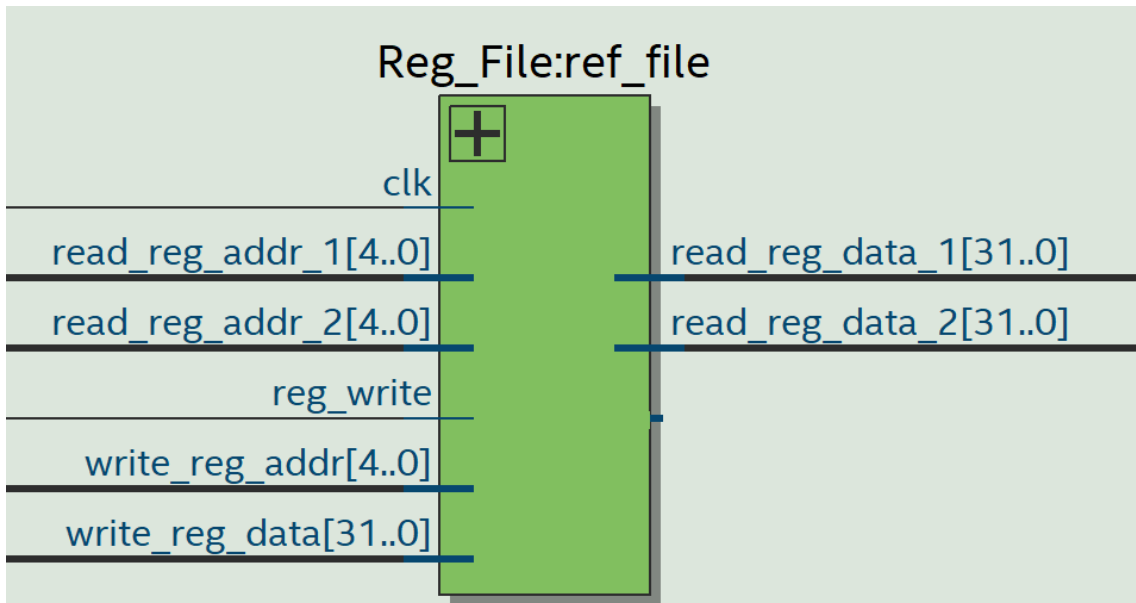 Reg_File:ref_file
clk
read_reg_addr_1[4..0]
read_reg_data_1[31..0]
read_reg_addr_2[4..0]
read_reg_data_2[31..0]
reg_write
write_reg_addr[4..0]
write_reg_data[31..0]